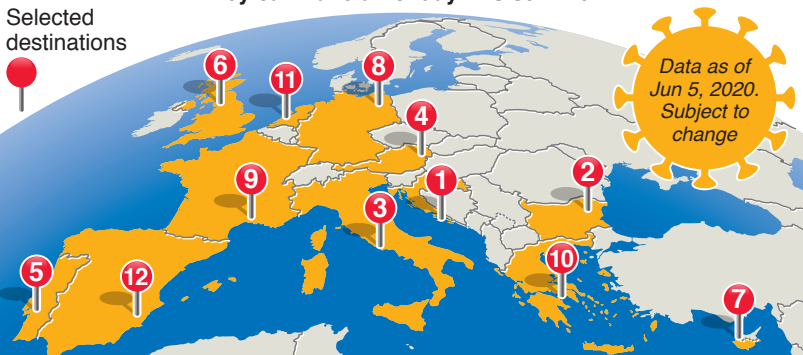 Selected
destinations
Data as of
Jun 5, 2020.
Subject to
change
6
11
8
4
9
1
2
3
5
12
10
7